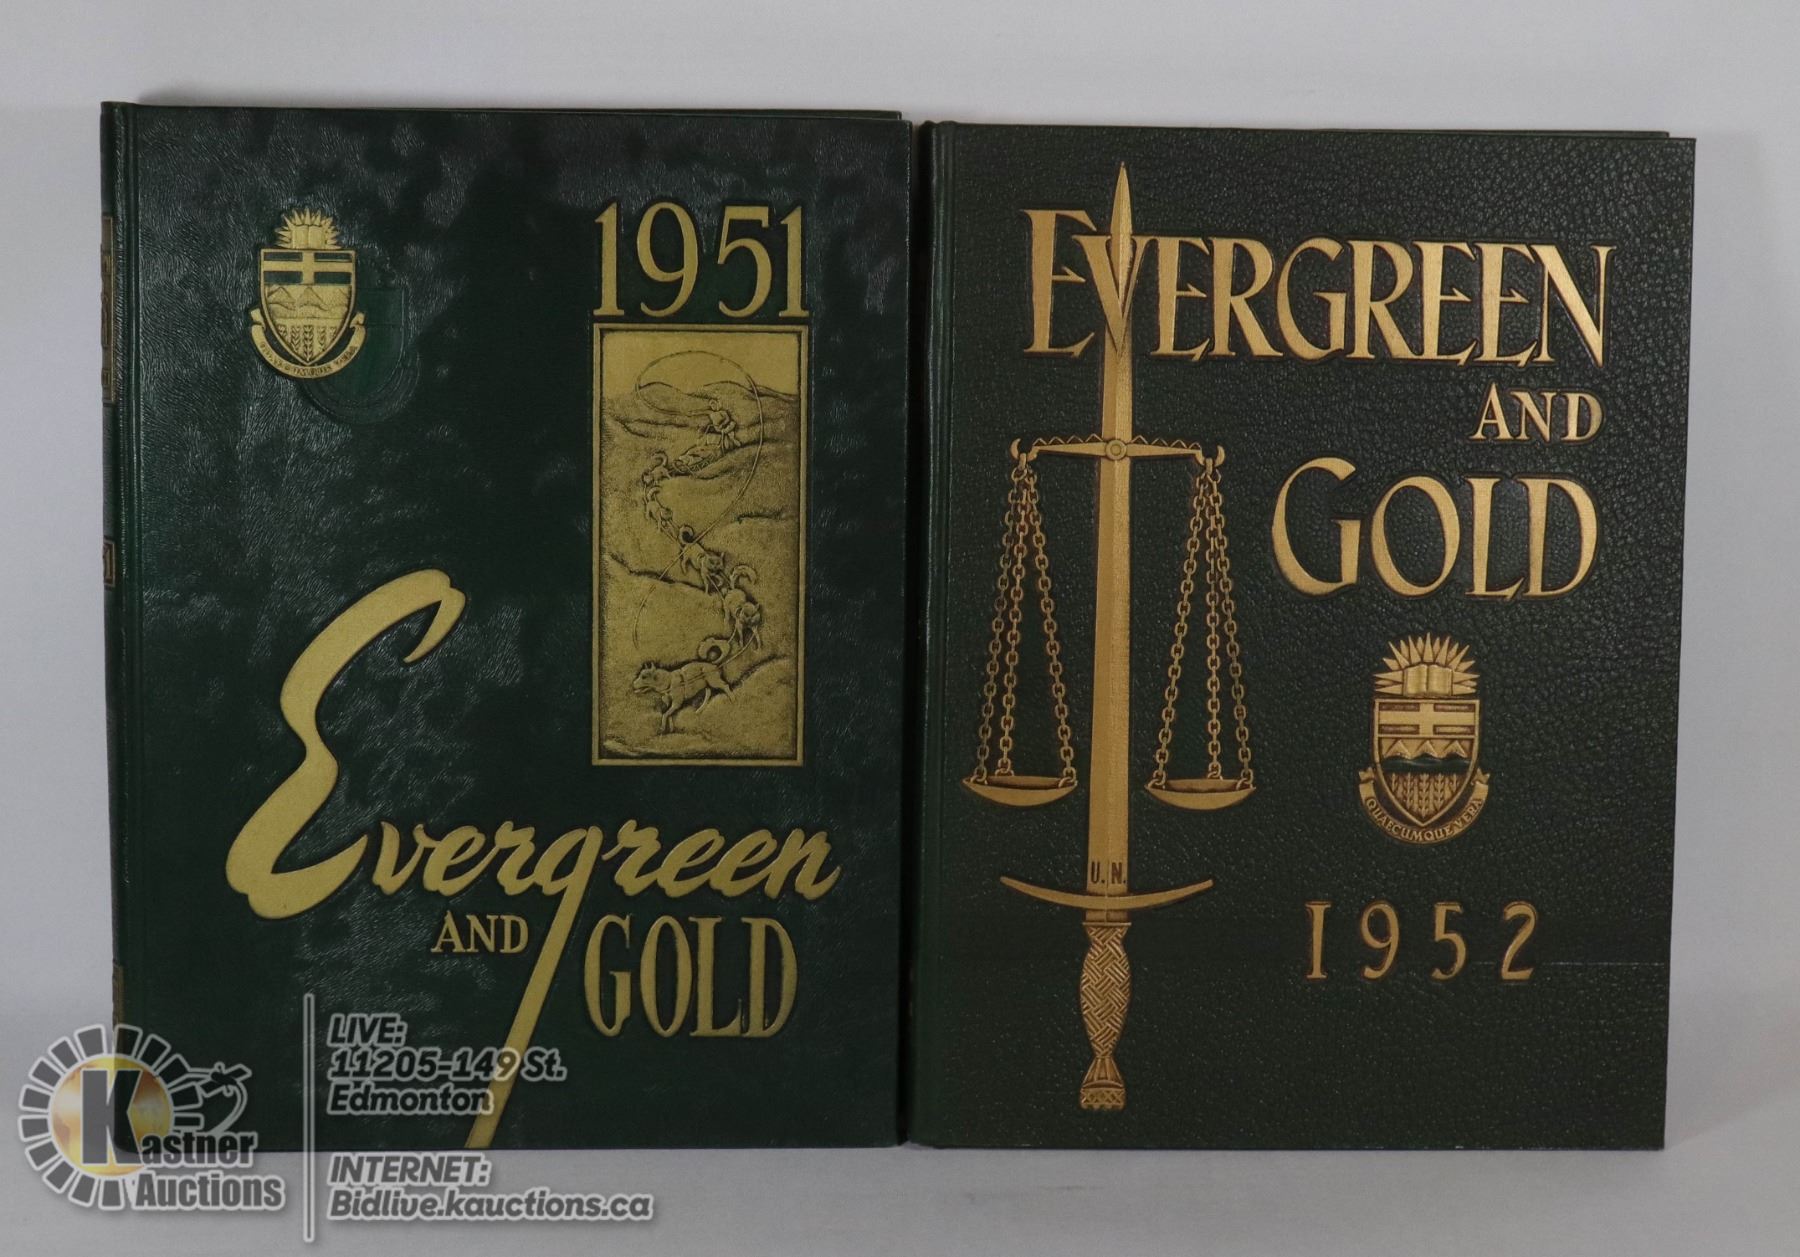 1951
Evergreen
AND
GOLD
EVERGREEN
AND
GOLD
QUAECUMQUE VERA
U.N.
1952
Kastner
Auctions
LIVE:
11205-149 St.
Edmonton
INTERNET:
Bidlive.kauctions.ca